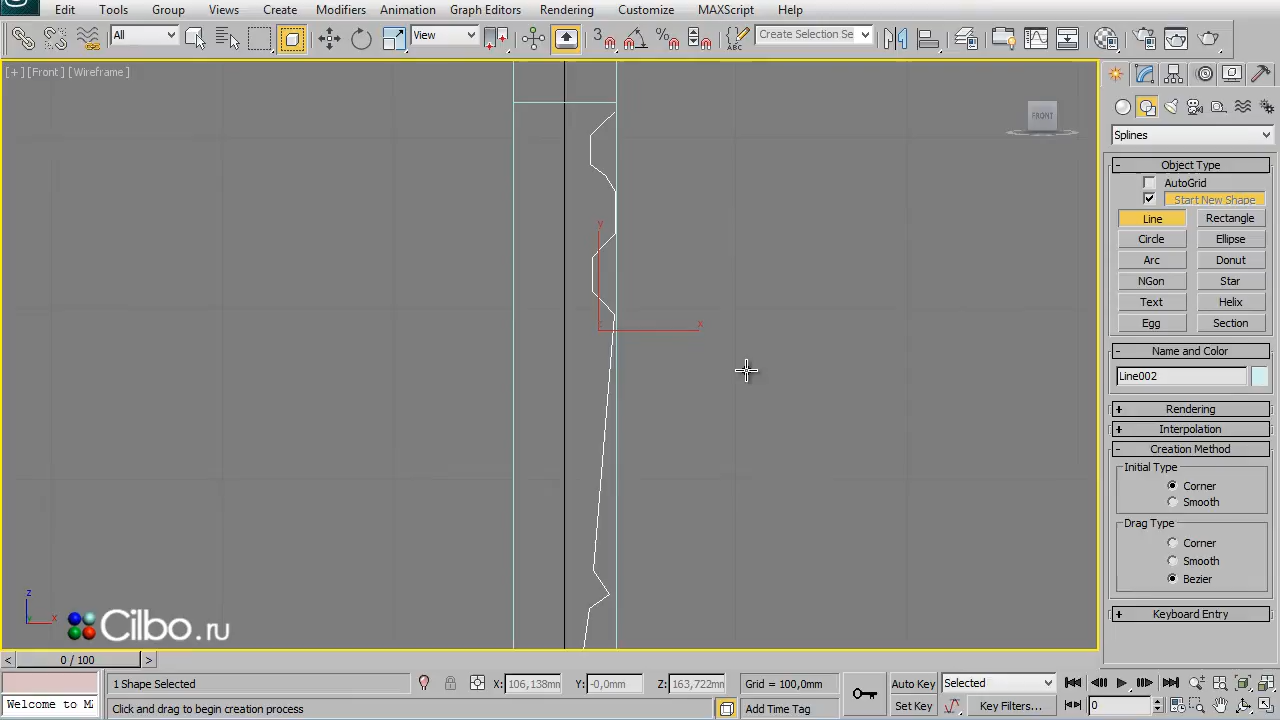 Edit Tools Group Views Create Modifiers Animation Graph Editors Rendering Customize MAXScript Help
All View Create Selection Se
[+] [Front] [Wireframe]
FRONT
Splines
- Object Type
AutoGrid
Start New Shape
Line Rectangle
Circle Ellipse
Arc Donut
NGon Star
Text Helix
Egg Section
- Name and Color
Line002
+ Rendering
+ Interpolation
- Creation Method
Initial Type
Corner
Smooth
Drag Type
Corner
Smooth
Bezier
+ Keyboard Entry
y
x
z
x
Cilbo.ru
< 0 / 100 >
1 Shape Selected X: 106,138mn Y: -0,0mm Z: 163,722mn Grid = 100,0mm Auto Key Selected
Welcome to M Click and drag to begin creation process Add Time Tag Set Key Key Filters... 0